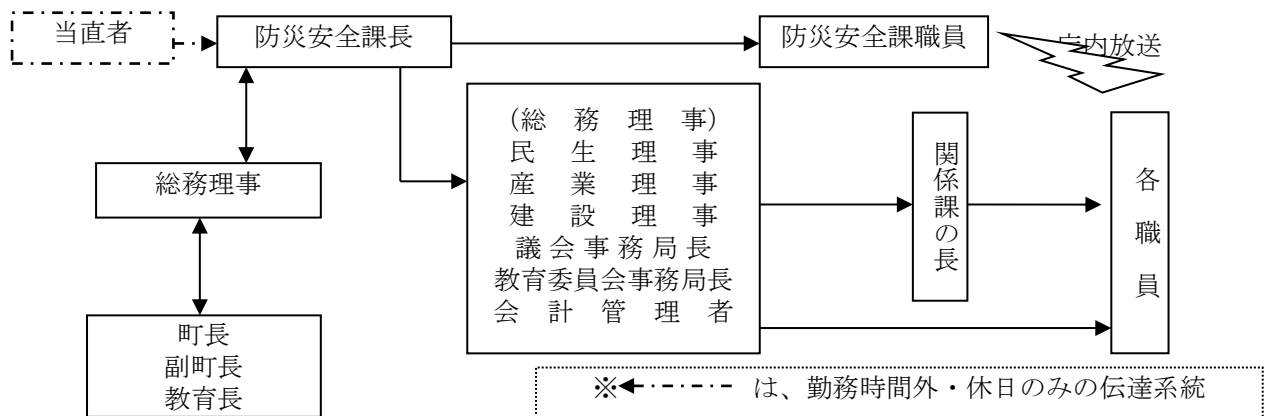 当直者
防災安全課長
防災安全課職員
庁内放送
(総務理事)
民生理事
産業理事
建設理事
議会事務局長
教育委員会事務局長
会計管理者
関係課の長
各職員
総務理事
町長
副町長
教育長
※ は、勤務時間外・休日のみの伝達系統